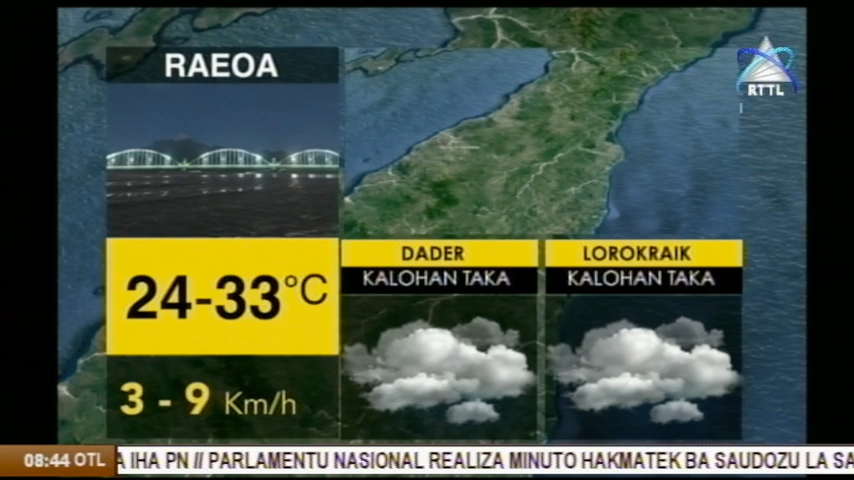 RAEOA
RTTL
24-33°C
3 - 9 Km/h
DADER
KALOHAN TAKA
LOROKRAIK
KALOHAN TAKA
08:44 OTL
A IHA PN // PARLAMENTU NASIONAL REALIZA MINUTO HAKMATEK BA SAUDOZU LA SA